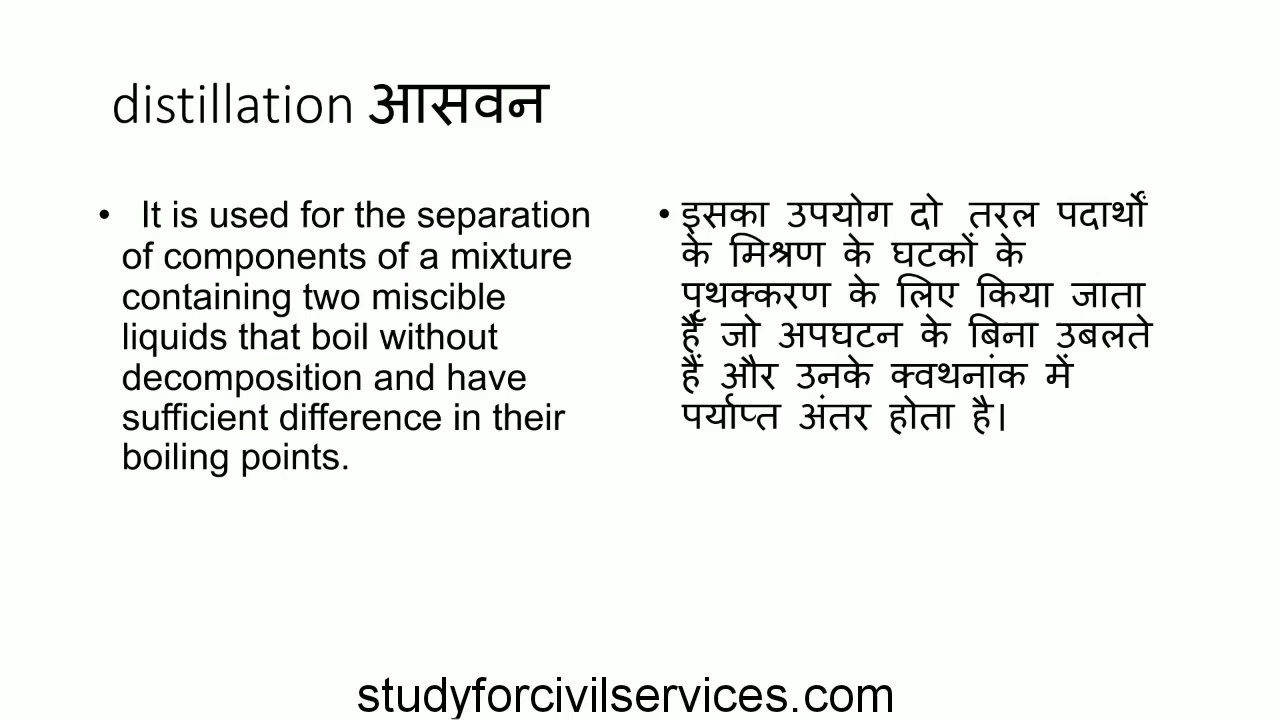 distillation आसवन
• It is used for the separation
of components of a mixture
containing two miscible
liquids that boil without
decomposition and have
sufficient difference in their
boiling points.
• इसका उपयोग दो तरल पदार्थों
के मिश्रण के घटकों के
पृथक्करण के लिए किया जाता
है जो अपघटन के बिना उबलते
हैं और उनके क्वथनांक में
पर्याप्त अंतर होता है।
studyforcivilservices.com